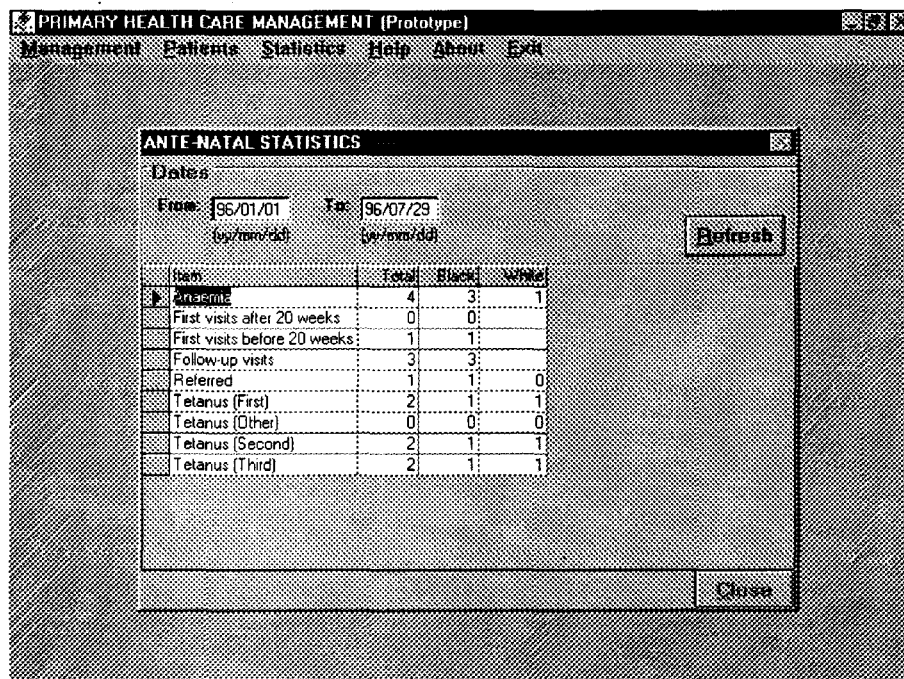 PRIMARY HEALTH CARE MANAGEMENT (Prototype)
Management Patients Statistics Help About Exit
ANTE-NATAL STATISTICS
Dates
From: 96/01/01 To: 96/07/29
(yy/mm/dd) (yy/mm/dd)
Refresh
Item Total Black White
Anaemia 4 3 1
First visits after 20 weeks 0 0
First visits before 20 weeks 1 1
Follow-up visits 3 3
Referred 1 1 0
Tetanus (First) 2 1 1
Tetanus (Other) 0 0 0
Tetanus (Second) 2 1 1
Tetanus (Third) 2 1 1
Close